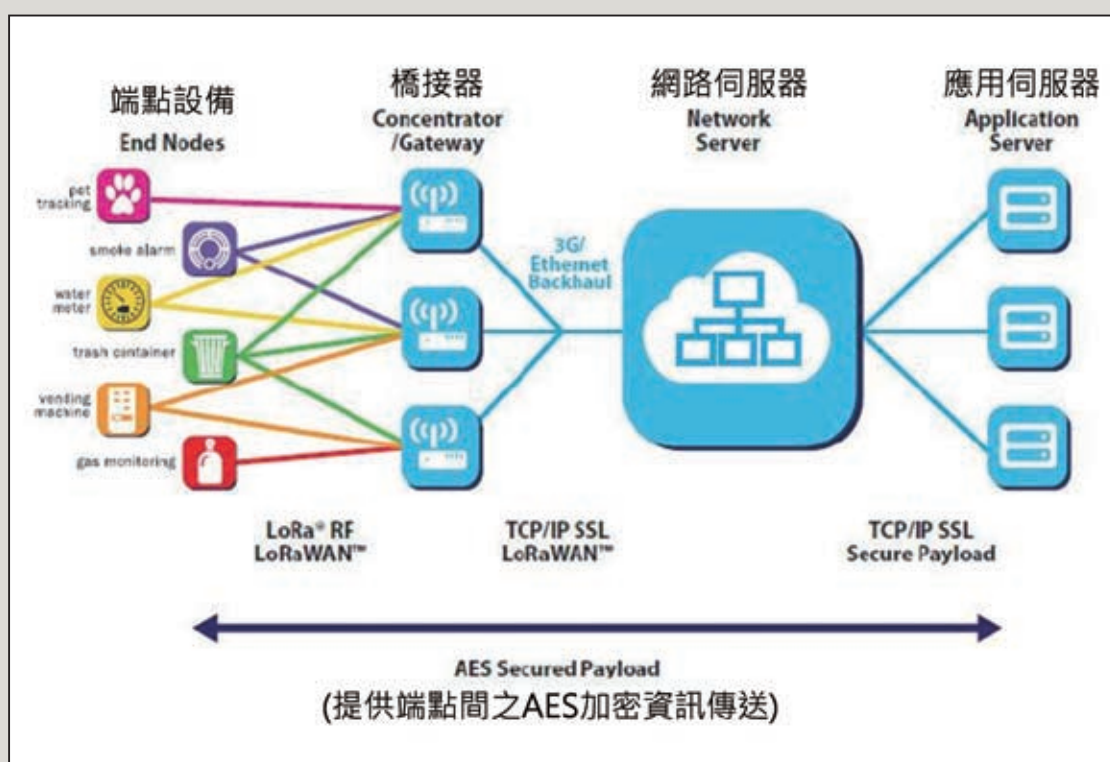 端點設備
End Nodes
橋接器
Concentrator
/Gateway
網路伺服器
Network
Server
應用伺服器
Application
Server
pet
tracking
smoke alarm
water
meter
trash container
vending
machine
gas monitoring
3G/
Ethernet
Backhaul
LoRa® RF
LoRaWAN™
TCP/IP SSL
LoRaWAN™
TCP/IP SSL
Secure Payload
AES Secured Payload
(提供端點間之AES加密資訊傳送)